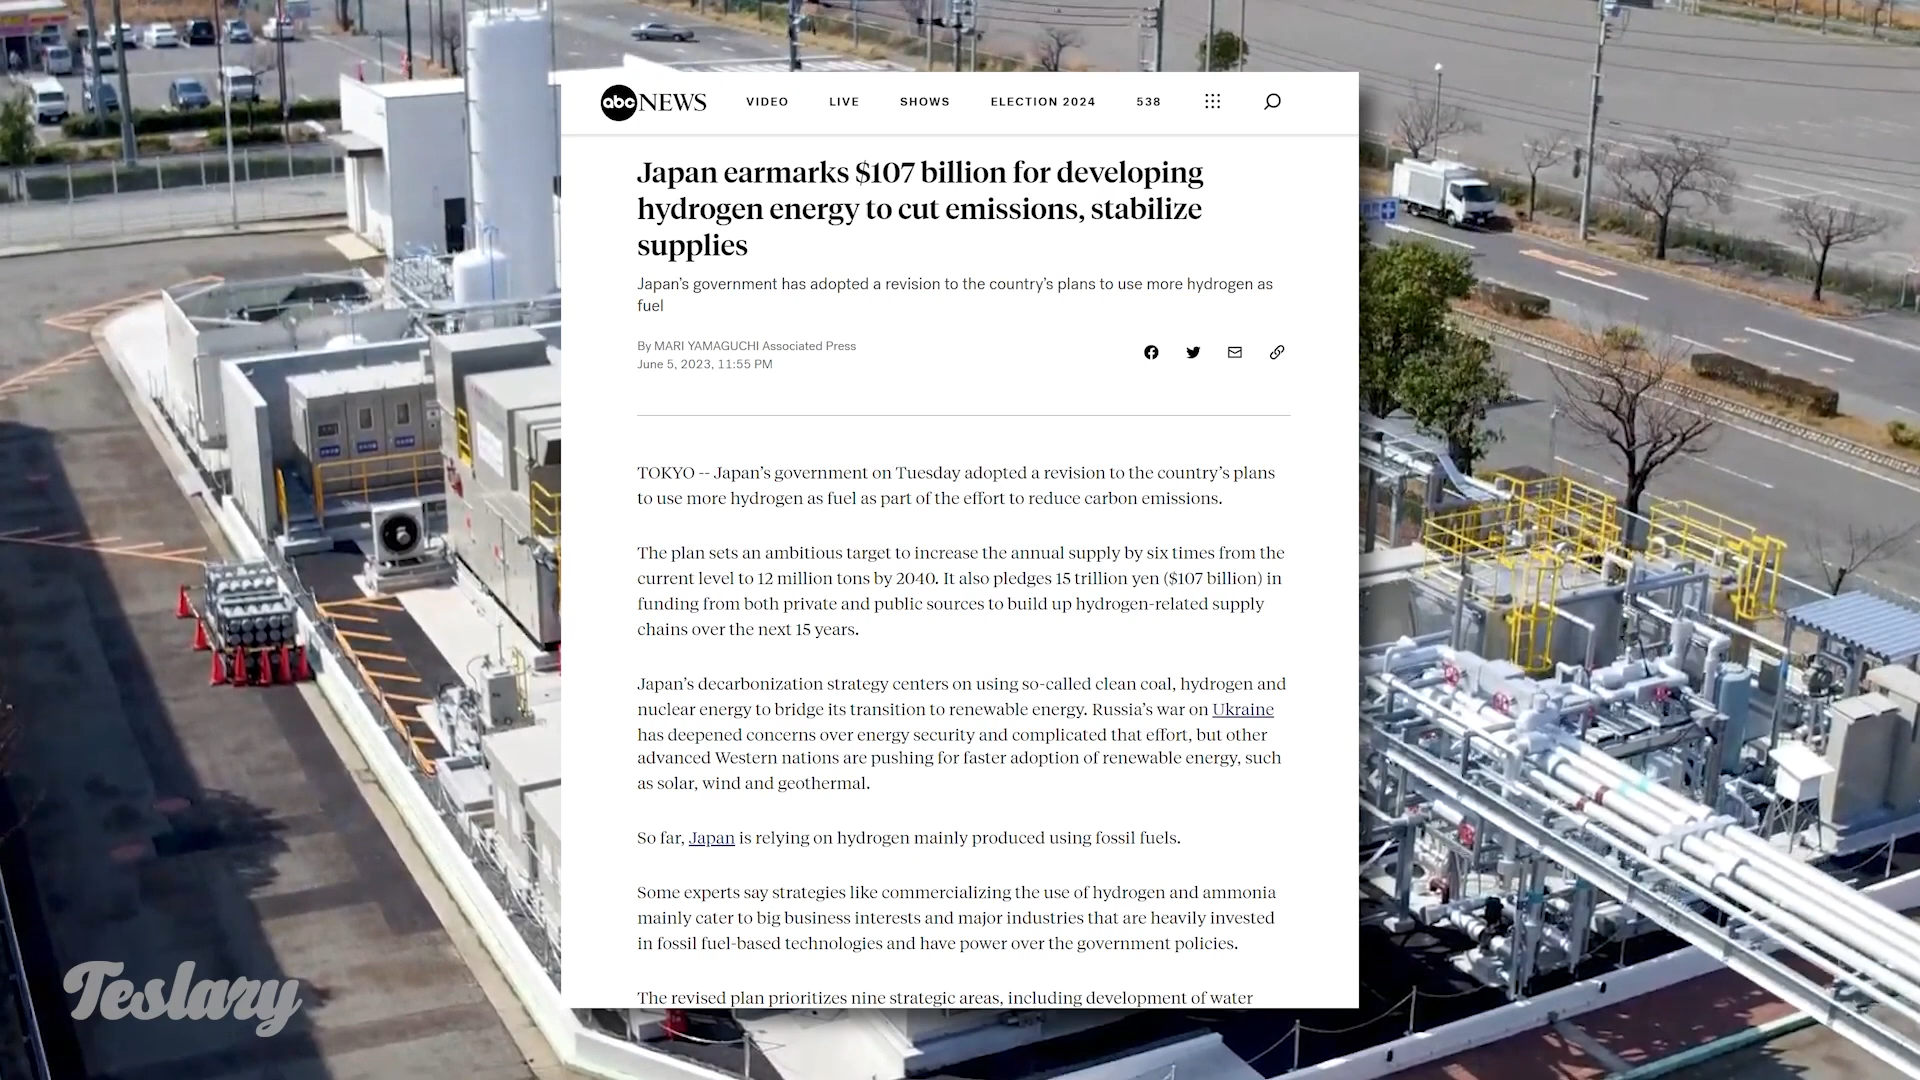 abc NEWS VIDEO LIVE SHOWS ELECTION 2024 538
Japan earmarks $107 billion for developing
hydrogen energy to cut emissions, stabilize
supplies
Japan's government has adopted a revision to the country's plans to use more hydrogen as
fuel
By MARI YAMAGUCHI Associated Press
June 5, 2023, 11:55 PM
TOKYO -- Japan's government on Tuesday adopted a revision to the country's plans
to use more hydrogen as fuel as part of the effort to reduce carbon emissions.
The plan sets an ambitious target to increase the annual supply by six times from the
current level to 12 million tons by 2040. It also pledges 15 trillion yen ($107 billion) in
funding from both private and public sources to build up hydrogen-related supply
chains over the next 15 years.
Japan's decarbonization strategy centers on using so-called clean coal, hydrogen and
nuclear energy to bridge its transition to renewable energy. Russia's war on Ukraine
has deepened concerns over energy security and complicated that effort, but other
advanced Western nations are pushing for faster adoption of renewable energy, such
as solar, wind and geothermal.
So far, Japan is relying on hydrogen mainly produced using fossil fuels.
Some experts say strategies like commercializing the use of hydrogen and ammonia
mainly cater to big business interests and major industries that are heavily invested
in fossil fuel-based technologies and have power over the government policies.
The revised plan prioritizes nine strategic areas, including development of water
Teslary